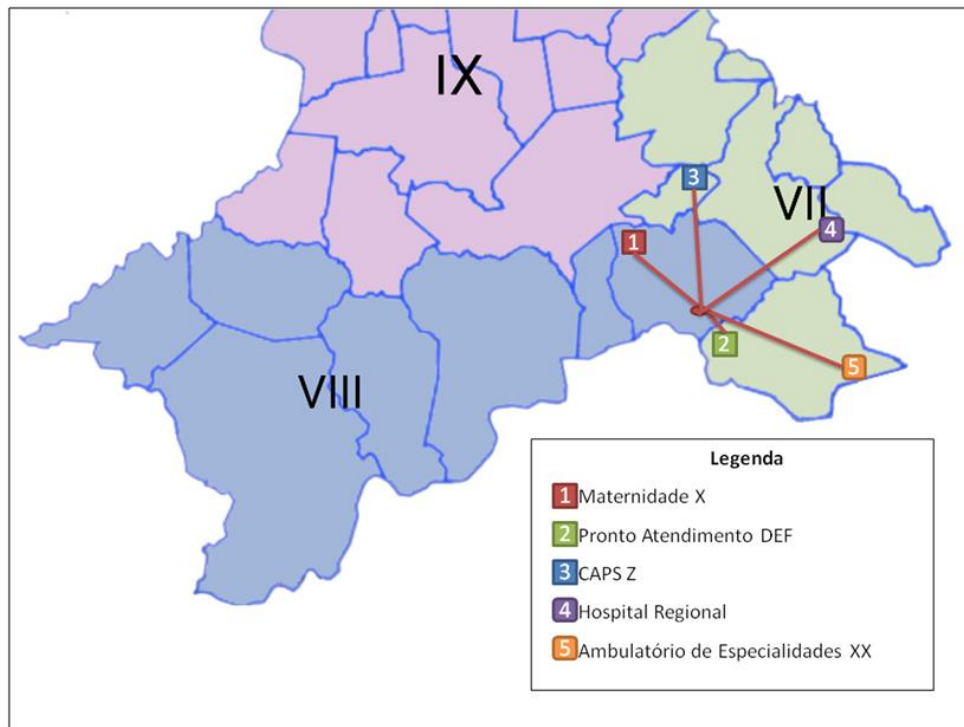 IX
3
VII
4
1
2
5
VIII
Legenda
1 Maternidade X
2 Pronto Atendimento DEF
3 CAPS Z
4 Hospital Regional
5 Ambulatório de Especialidades XX